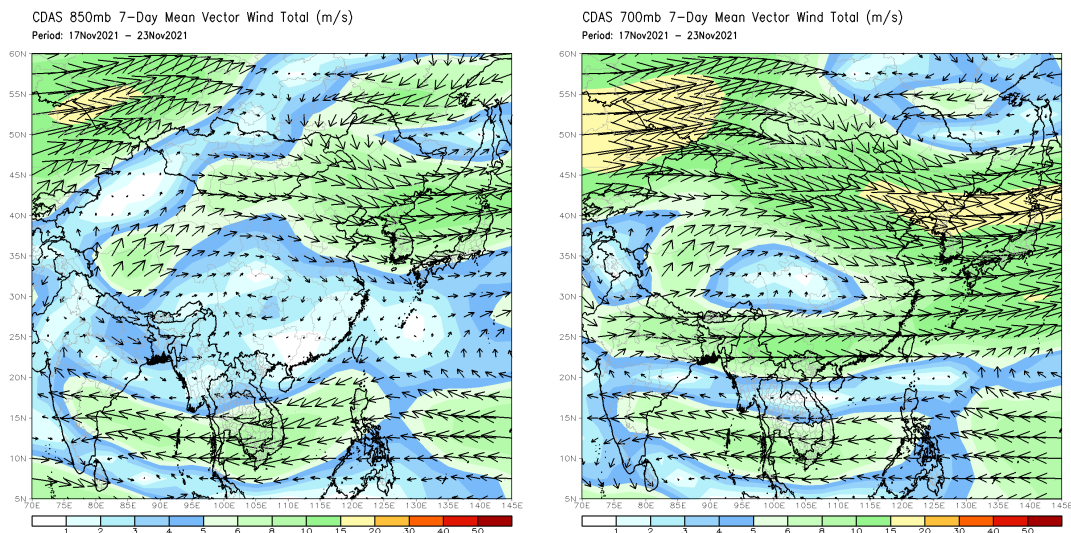 CDAS 850mb 7-Day Mean Vector Wind Total (m/s)
Period: 17Nov2021 - 23Nov2021
60N
55N
50N
45N
40N
35N
30N
25N
20N
15N
10N
5N
70E 75E 80E 85E 90E 95E 100E 105E 110E 115E 120E 125E 130E 135E 140E 145E
1 2 3 4 5 6 8 10 15 20 30 40 50
CDAS 700mb 7-Day Mean Vector Wind Total (m/s)
Period: 17Nov2021 - 23Nov2021
60N
55N
50N
45N
40N
35N
30N
25N
20N
15N
10N
5N
70E 75E 80E 85E 90E 95E 100E 105E 110E 115E 120E 125E 130E 135E 140E 145E
1 2 3 4 5 6 8 10 15 20 30 40 50